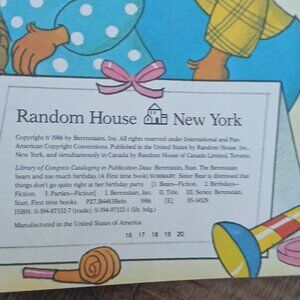 Random House New York
Copyright © 1986 by Berenstains, Inc. All rights reserved under International and Pan-
American Copyright Conventions. Published in the United States by Random House, Inc.,
New York, and simultaneously in Canada by Random House of Canada Limited, Toronto.
Library of Congress Cataloging in Publication Data: Berenstain, Stan. The Berenstain
bears and too much birthday. (A First time book) SUMMARY: Sister Bear is distressed that
things don't go quite right at her birthday party. [1. Bears—Fiction. 2. Birthdays—
Fiction. 3. Parties—Fiction] I. Berenstain, Jan. II. Title. III. Series: Berenstain,
Stan. First time books. PZ7.B4483Beln 1986 [E] 85-14529
ISBN: 0-394-87332-7 (trade); 0-394-97332-1 (lib. bdg.)
Manufactured in the United States of America
16 17 18 19 20